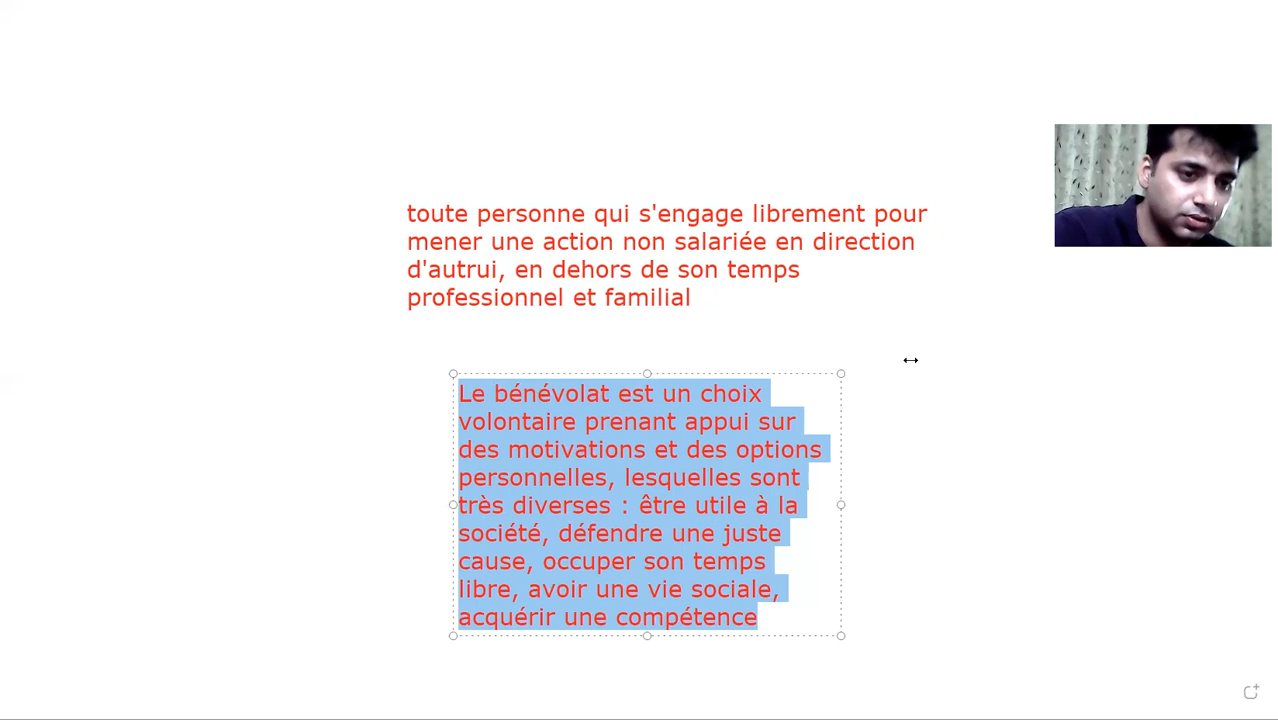 toute personne qui s'engage librement pour
mener une action non salariée en direction
d'autrui, en dehors de son temps
professionnel et familial
Le bénévolat est un choix
volontaire prenant appui sur
des motivations et des options
personnelles, lesquelles sont
très diverses : être utile à la
société, défendre une juste
cause, occuper son temps
libre, avoir une vie sociale,
acquérir une compétence